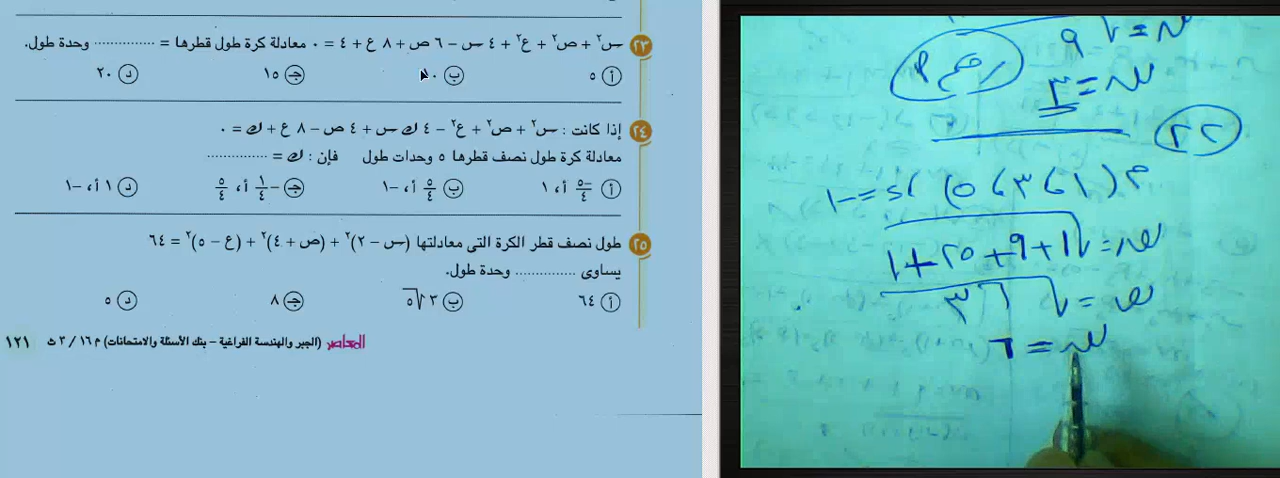 ٢٣ س٢ + ص٢ + ع٢ + ٤ س − ٦ ص + ٨ ع + ٤ = ٠ معادلة كرة طول قطرها = .............. وحدة طول.
أ ٥ ب ٠ ج ١٥ د ٢٠
٢٤ إذا كانت : س٢ + ص٢ + ع٢ − ٤ ك س + ٤ ص − ٨ ع + ك = ٠
معادلة كرة طول نصف قطرها ٥ وحدات طول فإن : ك = ..............
أ −٥/٤ أ، ١ ب ٥/٤ أ، −١ ج −١/٤ أ، ٥/٤ د ١ أ، −١
٢٥ طول نصف قطر الكرة التى معادلتها (س − ٢)٢ + (ص + ٤)٢ + (ع − ٥)٢ = ٦٤
يساوى .............. وحدة طول.
أ ٦٤ ب ٣√٥ ج ٨ د ٥
المعاصر (الجبر والهندسة الفراغية - بنك الأسئلة والامتحانات) م ١٦ / ٣ ث ١٢١
نق = √٩
نق = ٣
رقم أ
٢٢
م (١ ، ٣ ، ٥) ، د = −١
نق = √١ + ٩ + ٢٥ + ١
نق = √٣٦
نق = ٦